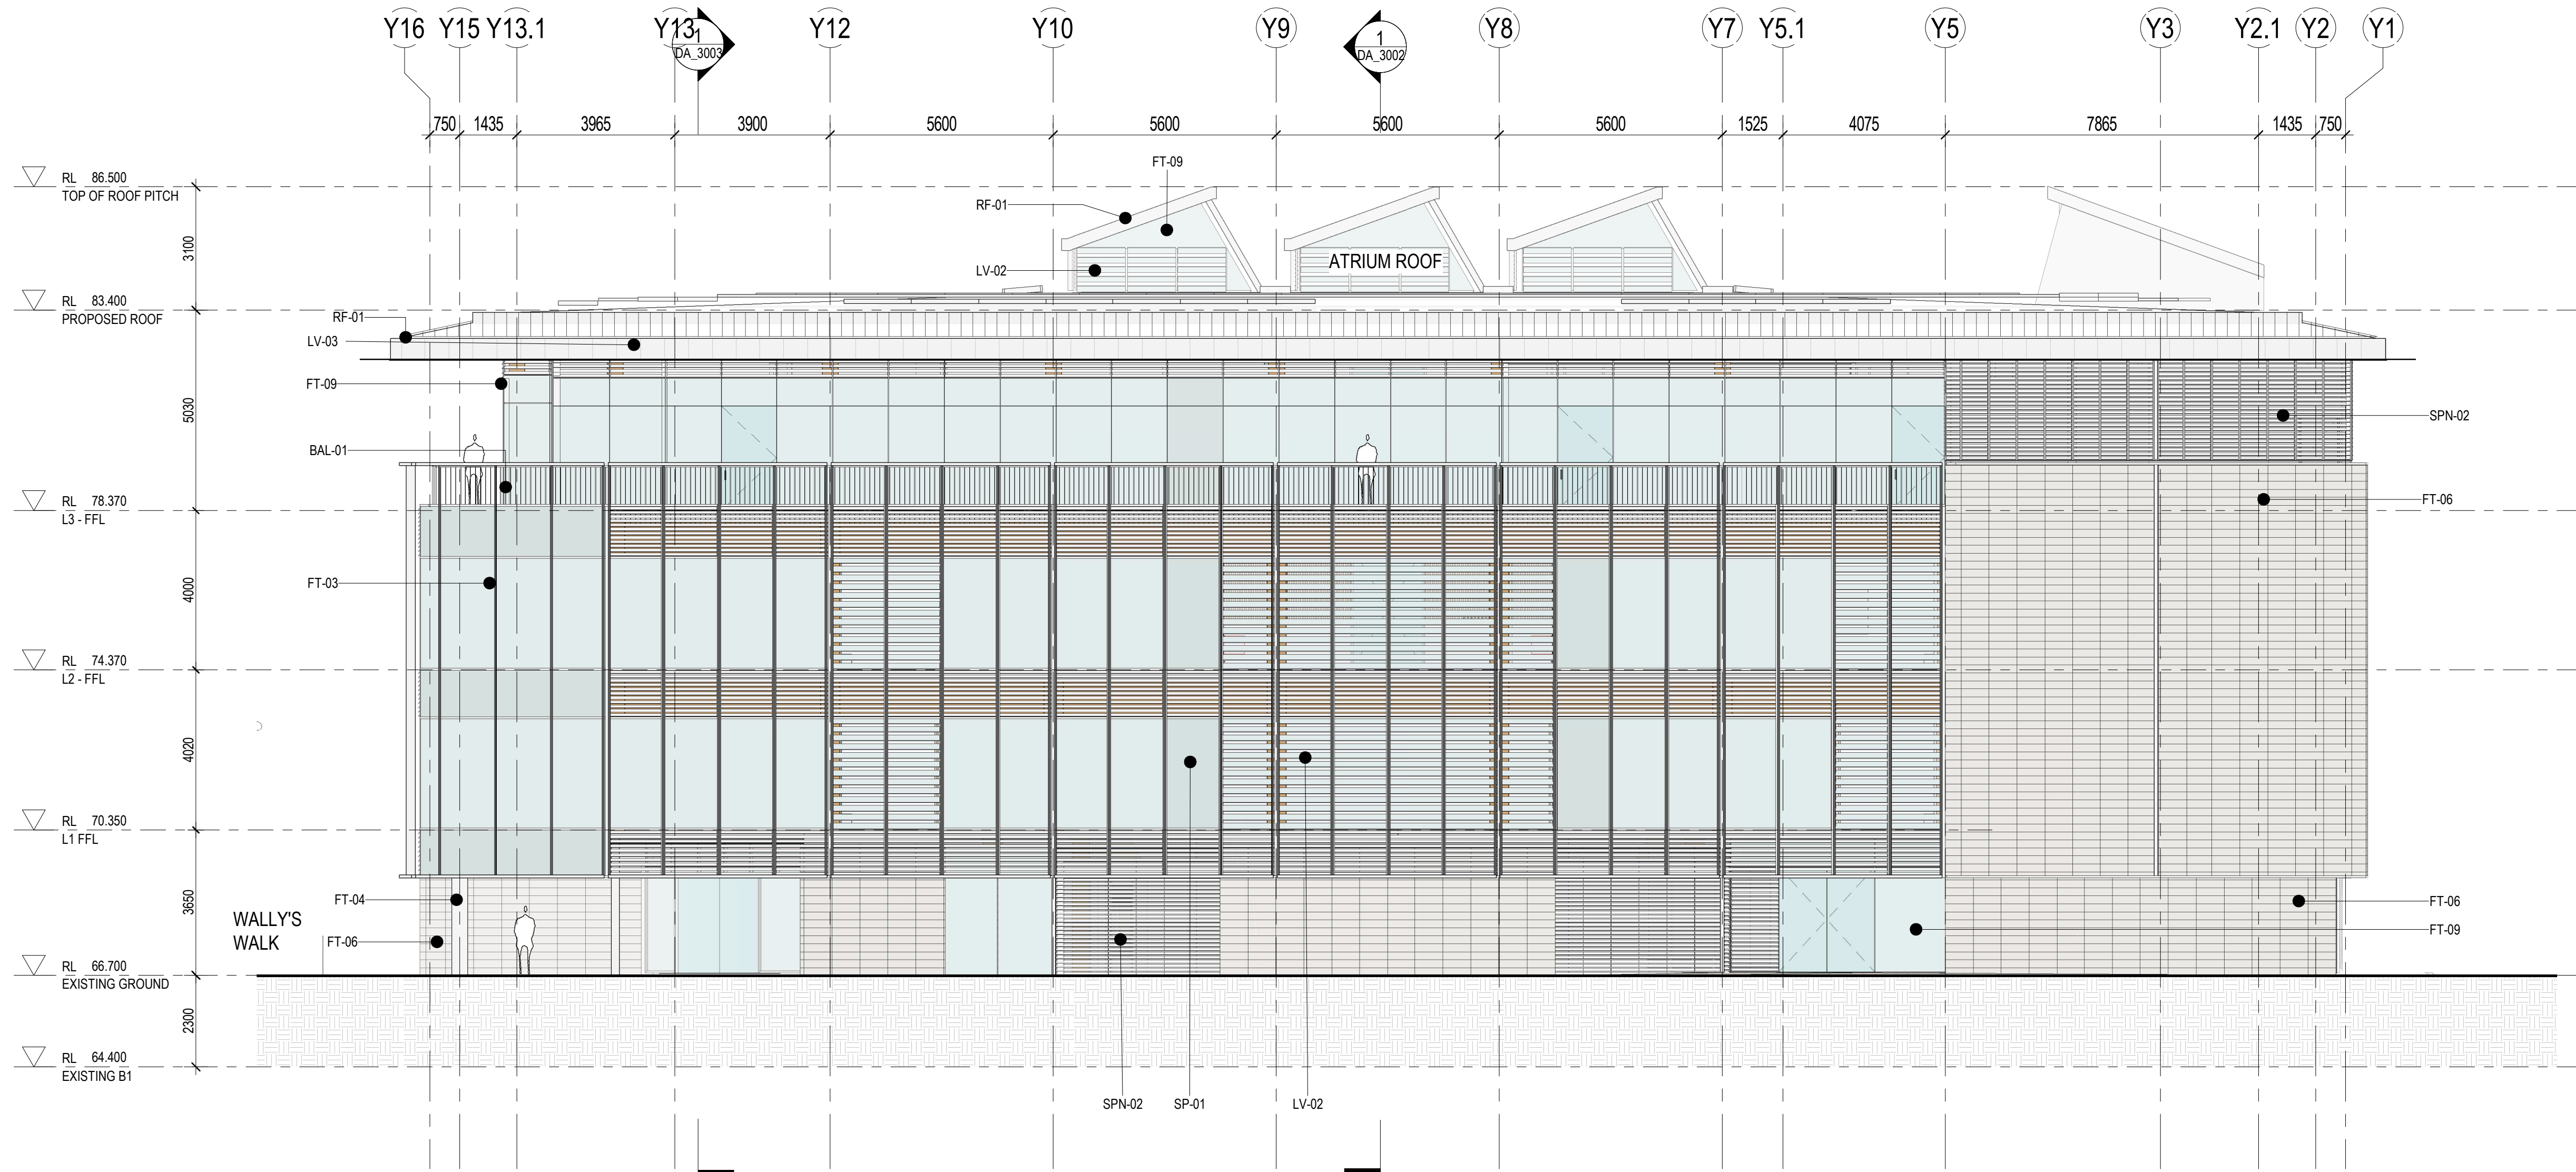 Y16 Y15 Y13.1 Y13 Y12 Y10 Y9 Y8 Y7 Y5.1 Y5 Y3 Y2.1 Y2 Y1
1
DA_3003
1
DA_3002
750 1435 3965 3900 5600 5600 5600 5600 1525 4075 7865 1435 750
FT-09
RL 86.500
TOP OF ROOF PITCH
RF-01
3100
LV-02
ATRIUM ROOF
RL 83.400
PROPOSED ROOF
RF-01
LV-03
FT-09
5030
SPN-02
BAL-01
RL 78.370
L3 - FFL
FT-06
FT-03
4000
RL 74.370
L2 - FFL
4020
RL 70.350
L1 FFL
3650
FT-04
FT-06
WALLY'S
WALK
FT-06
FT-09
RL 66.700
EXISTING GROUND
2300
RL 64.400
EXISTING B1
SPN-02 SP-01 LV-02